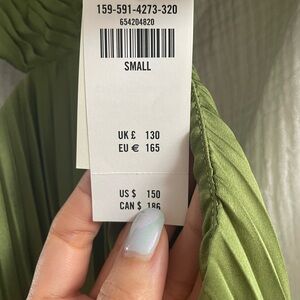 159-591-4273-320
654204820
SMALL
UK £ 130
EU € 165
US $ 150
CAN $ 186